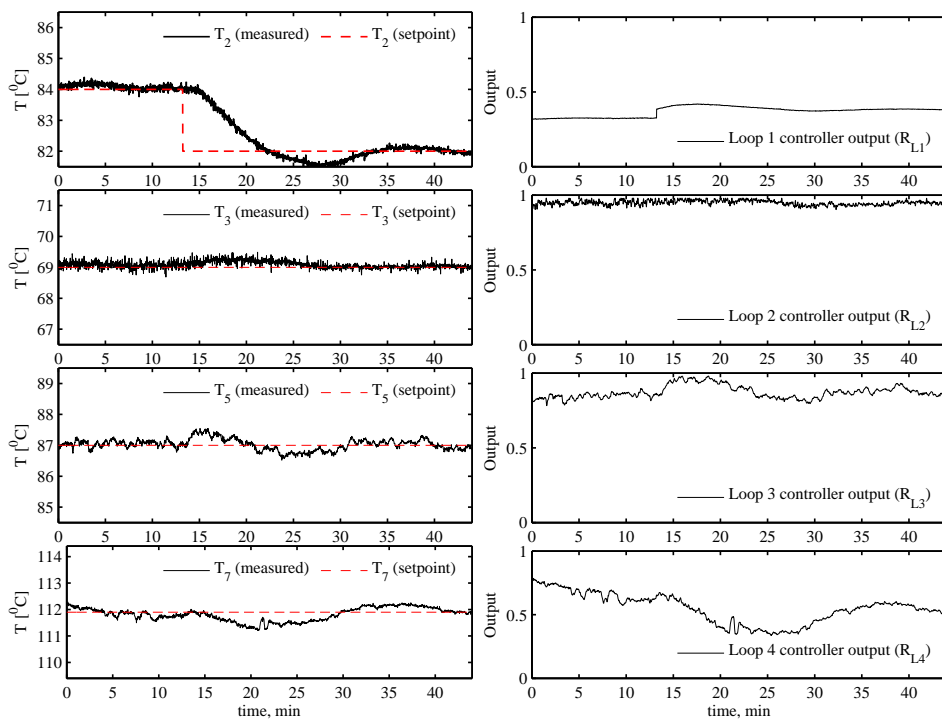 86
84
82
T [⁰C]
T₂ (measured)
T₂ (setpoint)
0 5 10 15 20 25 30 35 40
1
0.5
0
Output
Loop 1 controller output (R_L1)
0 5 10 15 20 25 30 35 40
71
70
69
68
67
T [⁰C]
T₃ (measured)
T₃ (setpoint)
0 5 10 15 20 25 30 35 40
1
0.5
0
Output
Loop 2 controller output (R_L2)
0 5 10 15 20 25 30 35 40
89
88
87
86
85
T [⁰C]
T₅ (measured)
T₅ (setpoint)
0 5 10 15 20 25 30 35 40
1
0.5
0
Output
Loop 3 controller output (R_L3)
0 5 10 15 20 25 30 35 40
114
113
112
111
110
T [⁰C]
T₇ (measured)
T₇ (setpoint)
0 5 10 15 20 25 30 35 40
time, min
1
0.5
0
Output
Loop 4 controller output (R_L4)
0 5 10 15 20 25 30 35 40
time, min